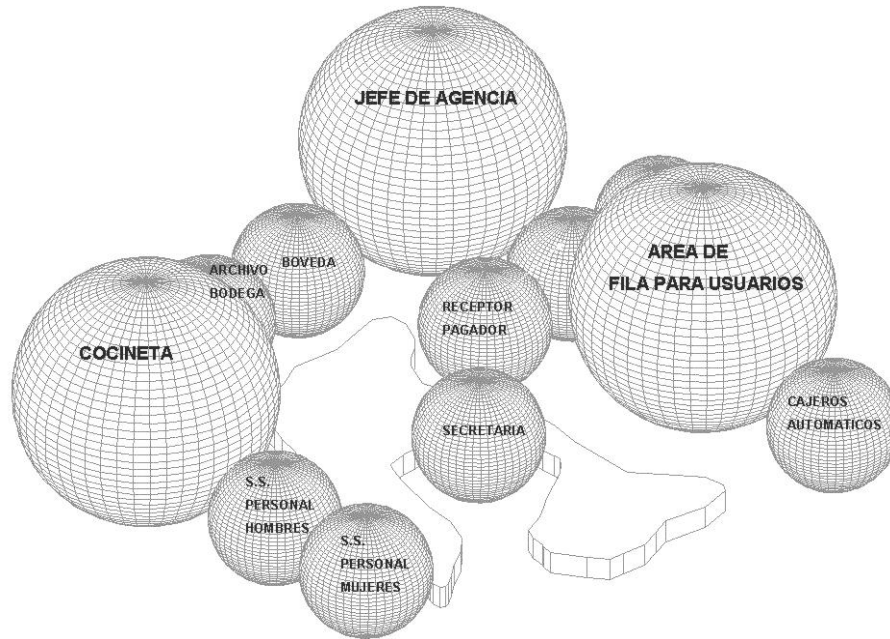 JEFE DE AGENCIA
AREA DE
FILA PARA USUARIOS
BOVEDA
ARCHIVO
BODEGA
RECEPTOR
PAGADOR
COCINETA
CAJEROS
AUTOMATICOS
SECRETARIA
S.S.
PERSONAL
HOMBRES
S.S.
PERSONAL
MUJERES